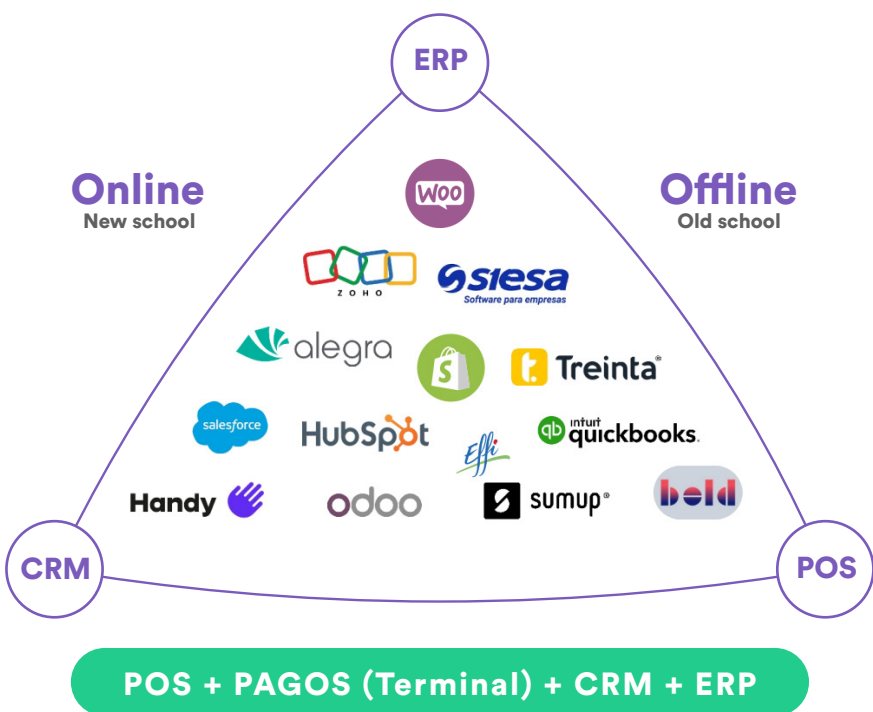 ERP
Online
New school
Offline
Old school
Woo
ZOHO
siesa
Software para empresas
alegra
S
t.
Treinta®
salesforce
HubSpot
Effi
qb
intuit
quickbooks.
Handy
odoo
sumup®
bold
CRM
POS
POS + PAGOS (Terminal) + CRM + ERP